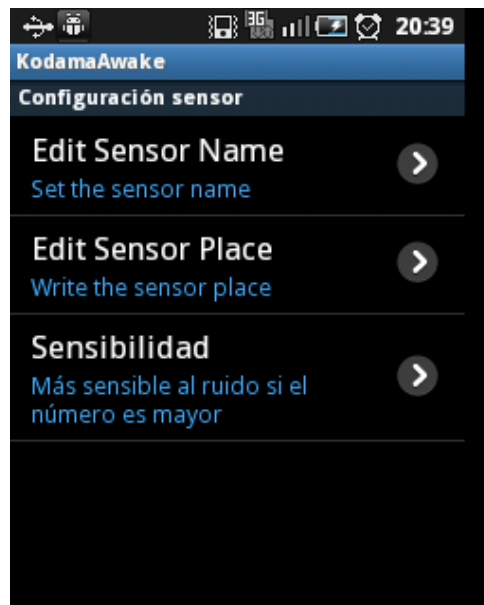 3G 20:39
KodamaAwake
Configuración sensor
Edit Sensor Name
Set the sensor name
Edit Sensor Place
Write the sensor place
Sensibilidad
Más sensible al ruido si el
número es mayor